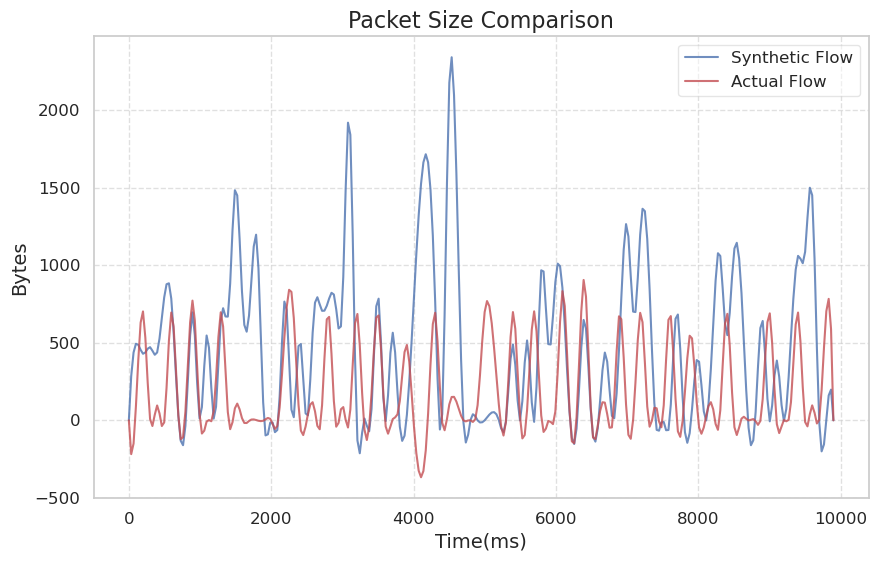 Packet Size Comparison
Synthetic Flow
Actual Flow
Bytes
2000
1500
1000
500
0
−500
0 2000 4000 6000 8000 10000
Time(ms)